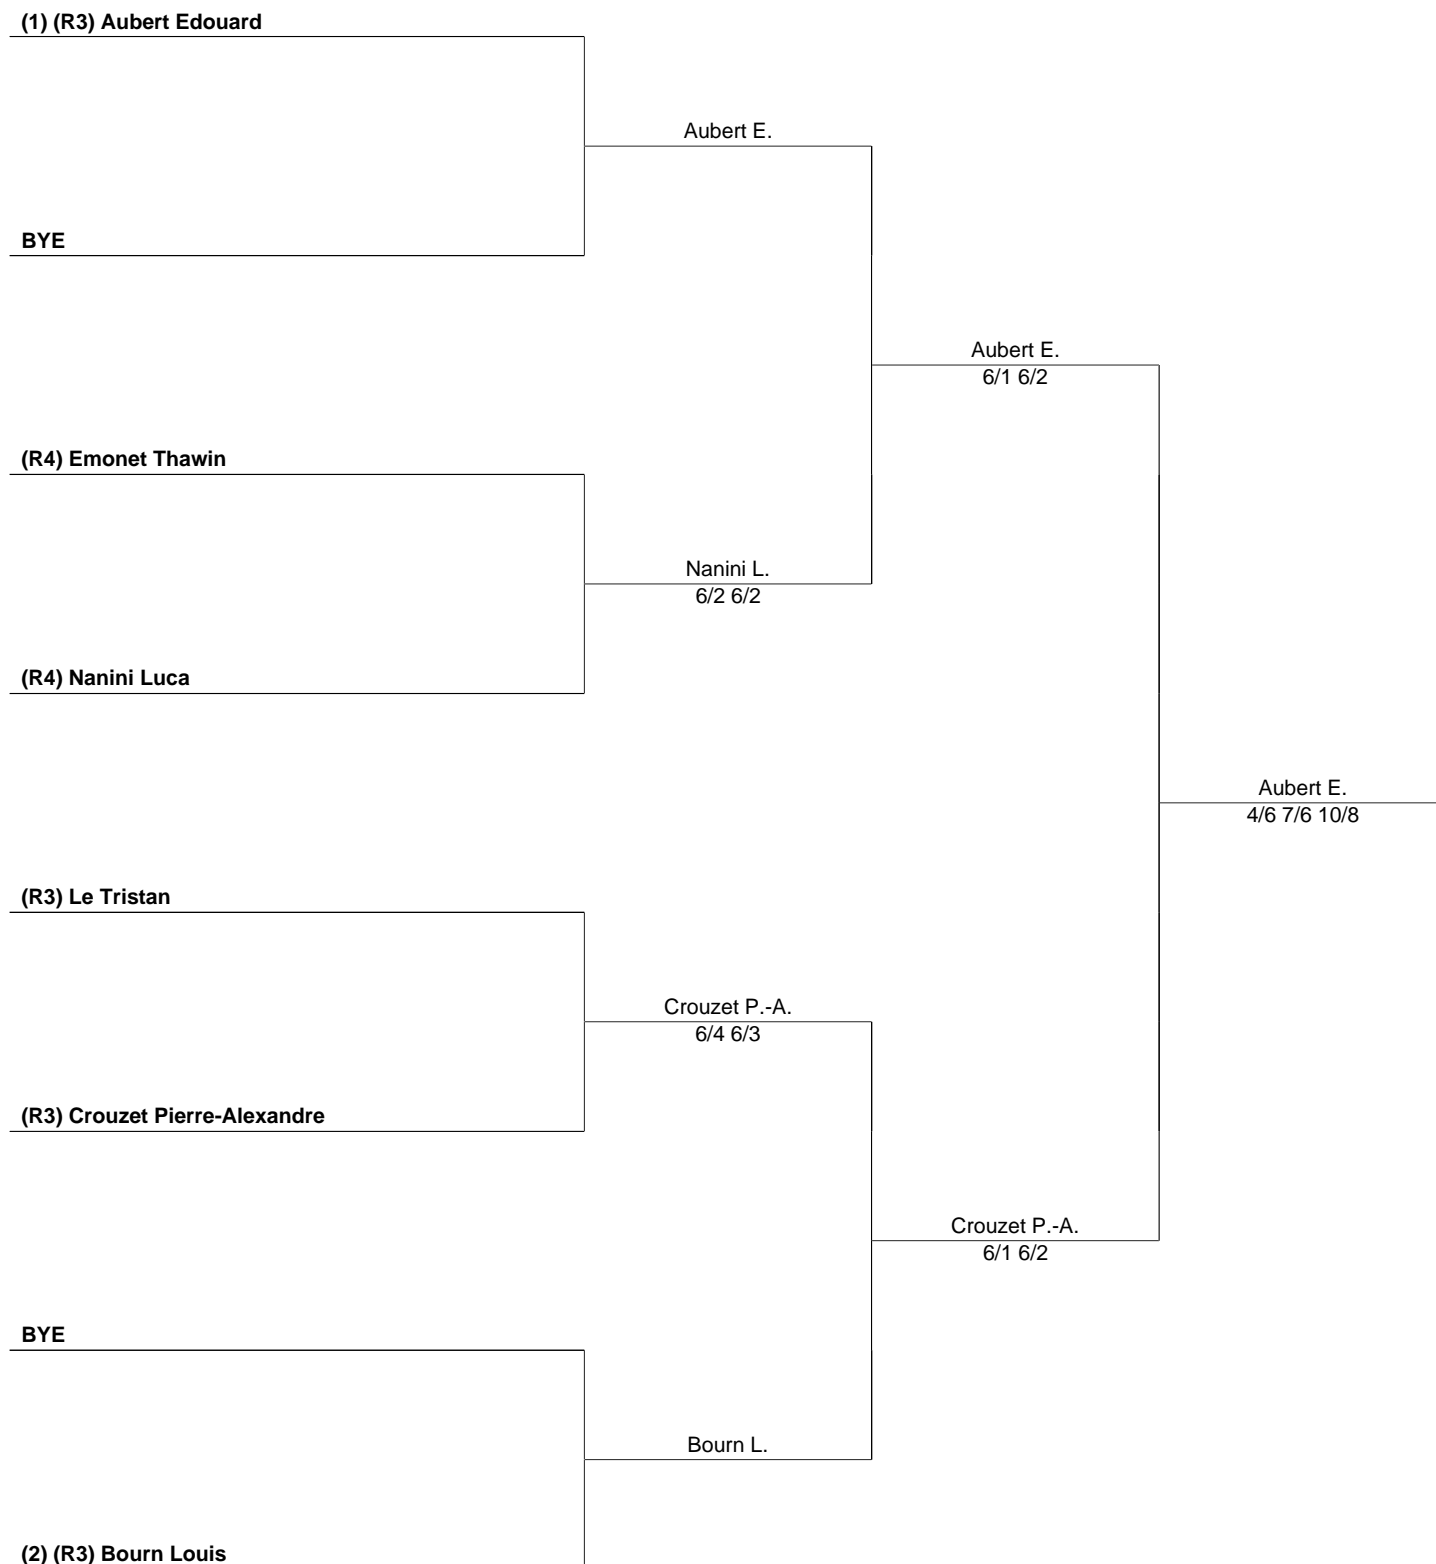 (1) (R3) Aubert Edouard
Aubert E.
BYE
Aubert E.
6/1 6/2
(R4) Emonet Thawin
Nanini L.
6/2 6/2
(R4) Nanini Luca
Aubert E.
4/6 7/6 10/8
(R3) Le Tristan
Crouzet P.-A.
6/4 6/3
(R3) Crouzet Pierre-Alexandre
Crouzet P.-A.
6/1 6/2
BYE
Bourn L.
(2) (R3) Bourn Louis